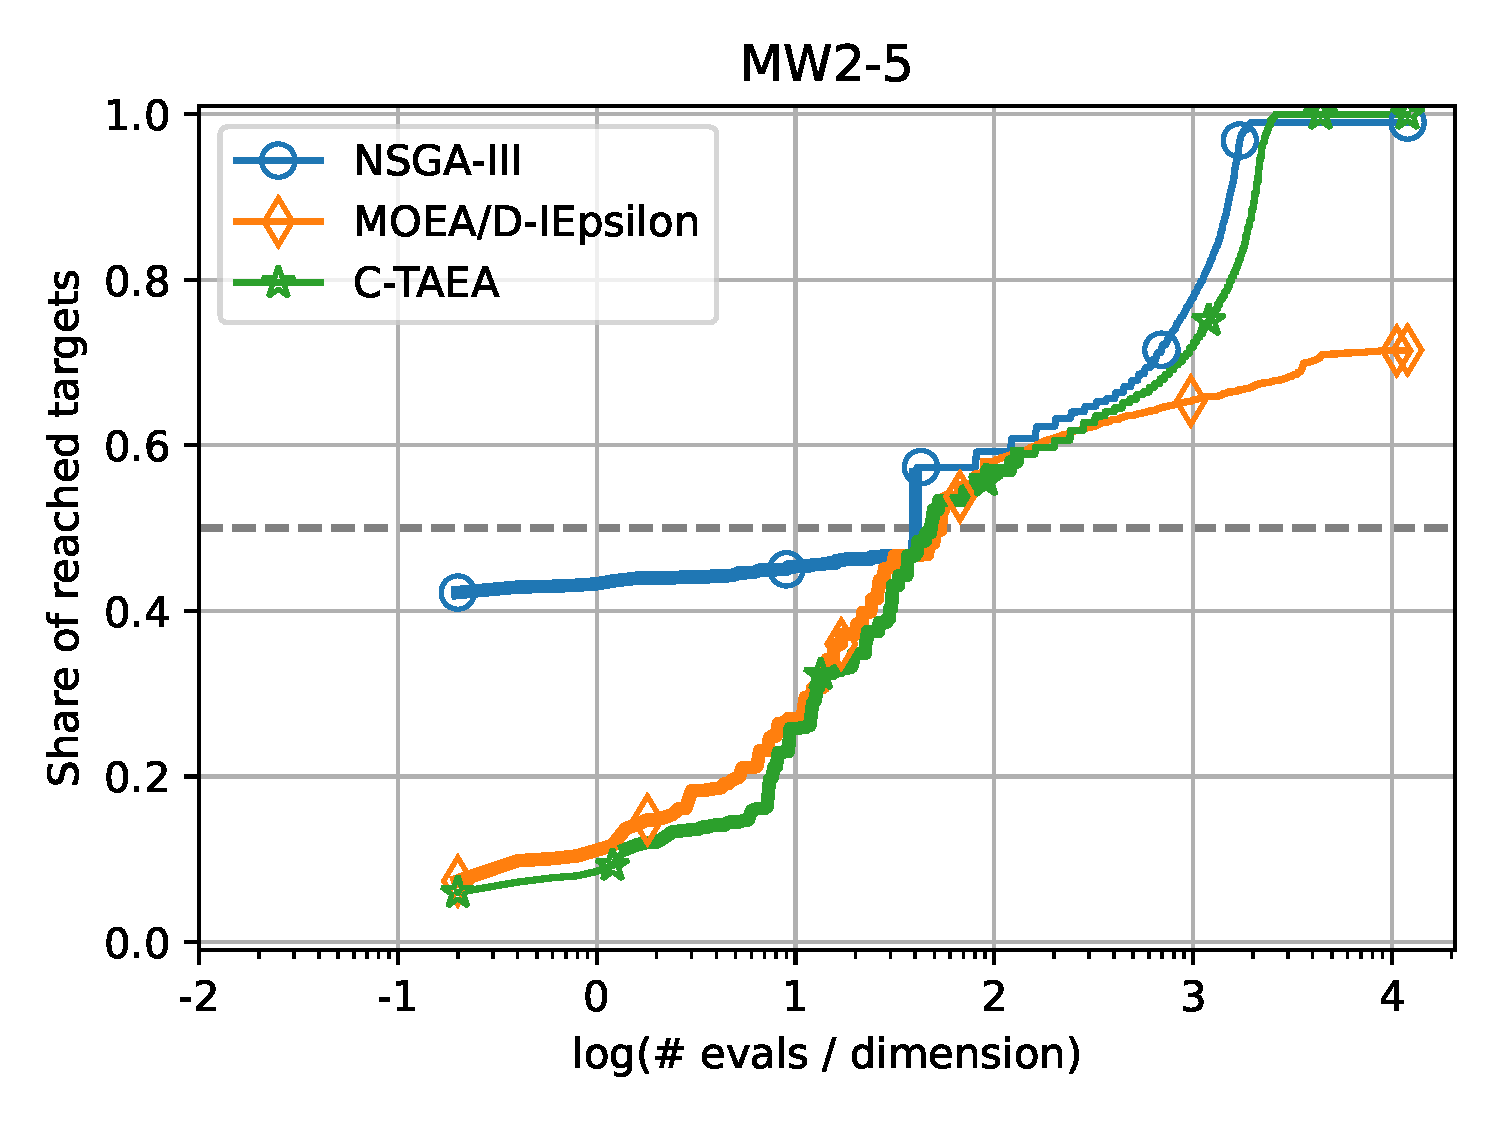 MW2-5
NSGA-III
MOEA/D-IEpsilon
C-TAEA
Share of reached targets
1.0
0.8
0.6
0.4
0.2
0.0
-2 -1 0 1 2 3 4
log(# evals / dimension)